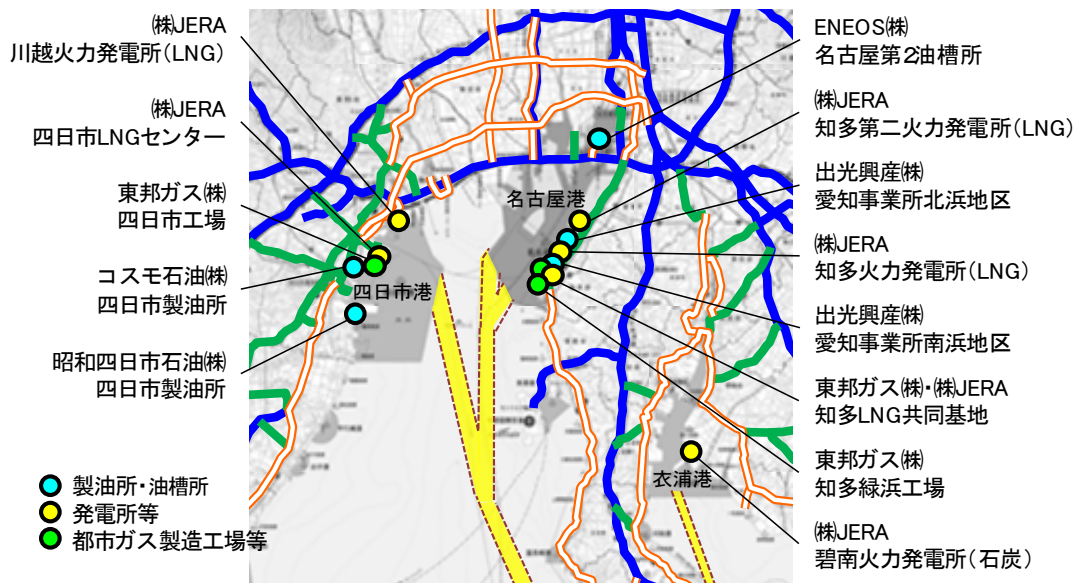 ㈱JERA
川越火力発電所(LNG)
㈱JERA
四日市LNGセンター
東邦ガス㈱
四日市工場
コスモ石油㈱
四日市製油所
昭和四日市石油㈱
四日市製油所
製油所・油槽所
発電所等
都市ガス製造工場等
名古屋港
四日市港
衣浦港
ENEOS㈱
名古屋第2油槽所
㈱JERA
知多第二火力発電所(LNG)
出光興産㈱
愛知事業所北浜地区
㈱JERA
知多火力発電所(LNG)
出光興産㈱
愛知事業所南浜地区
東邦ガス㈱・㈱JERA
知多LNG共同基地
東邦ガス㈱
知多緑浜工場
㈱JERA
碧南火力発電所(石炭)